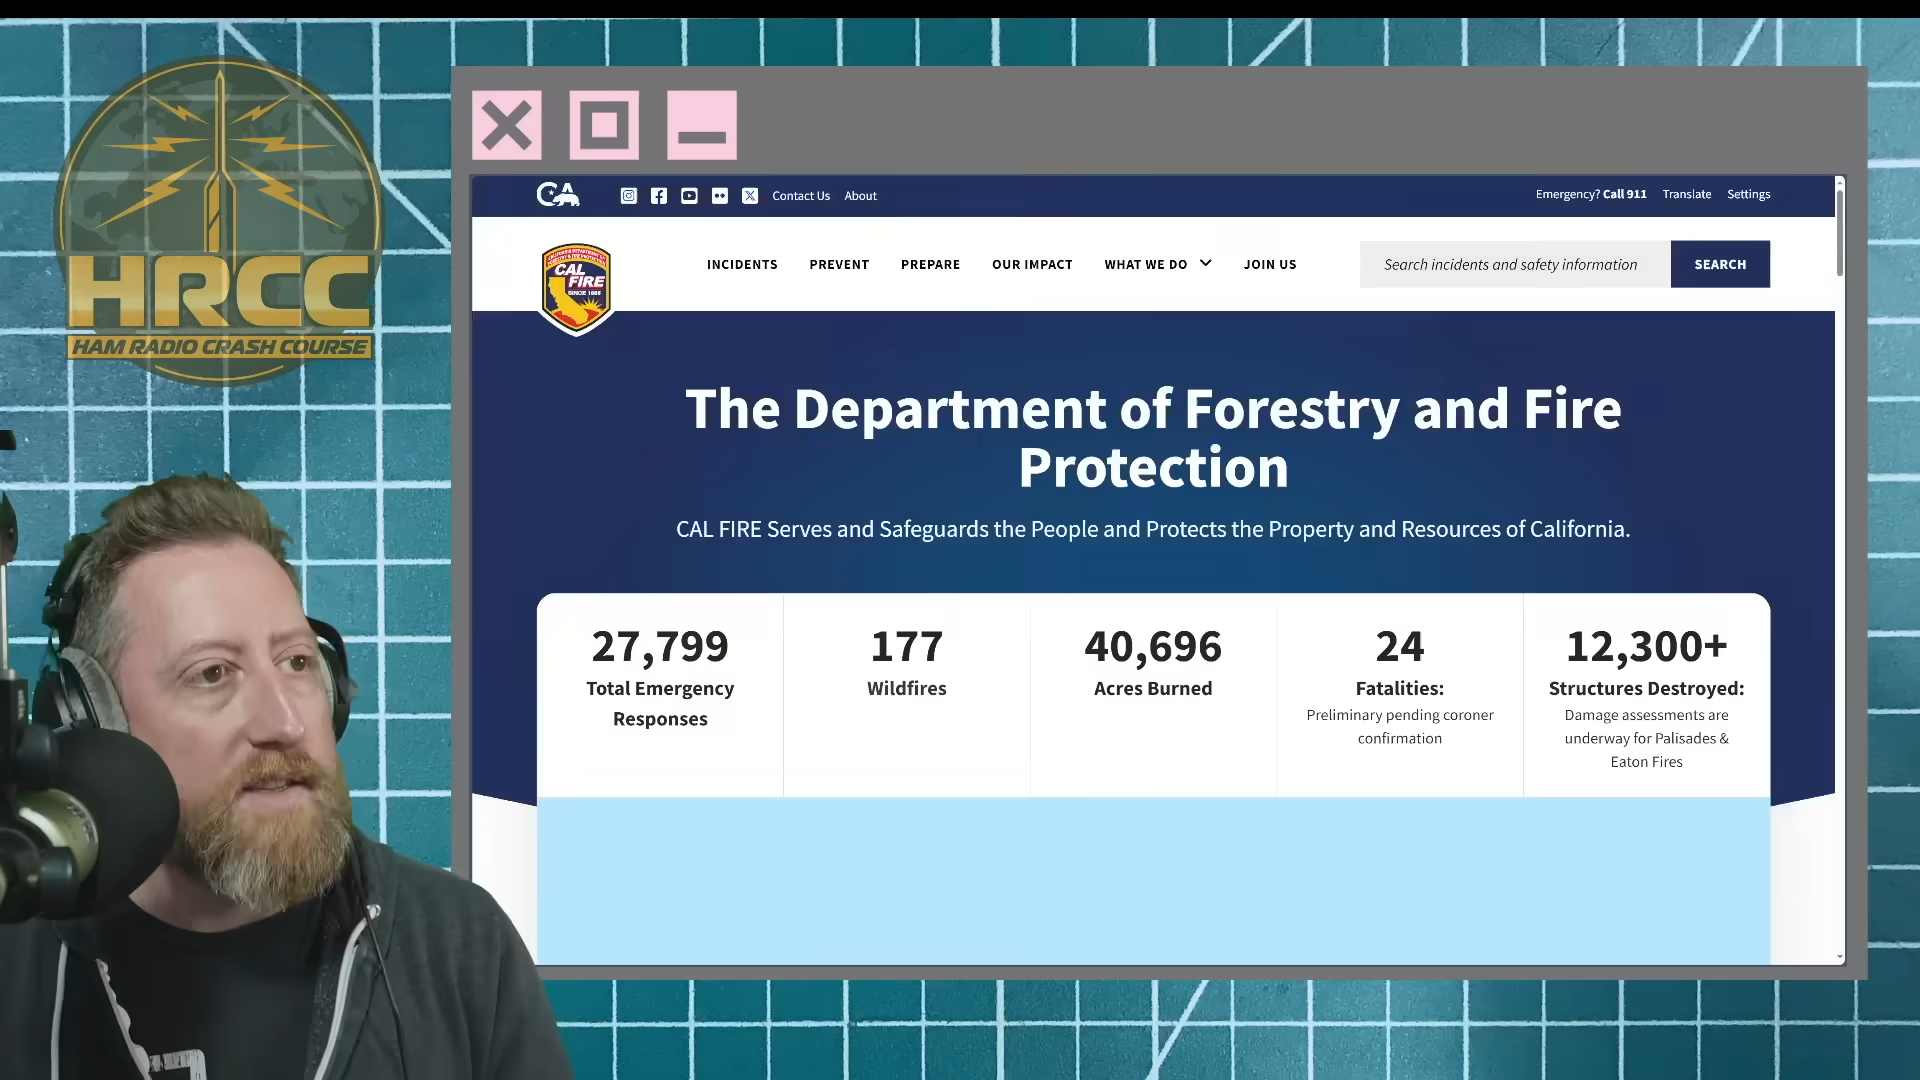 HRCC
HAM RADIO CRASH COURSE
CA
Contact Us About
Emergency? Call 911 Translate Settings
CAL FIRE
SINCE 1885
INCIDENTS PREVENT PREPARE OUR IMPACT WHAT WE DO JOIN US
Search incidents and safety information SEARCH
The Department of Forestry and Fire
Protection
CAL FIRE Serves and Safeguards the People and Protects the Property and Resources of California.
27,799
Total Emergency
Responses
177
Wildfires
40,696
Acres Burned
24
Fatalities:
Preliminary pending coroner
confirmation
12,300+
Structures Destroyed:
Damage assessments are
underway for Palisades &
Eaton Fires